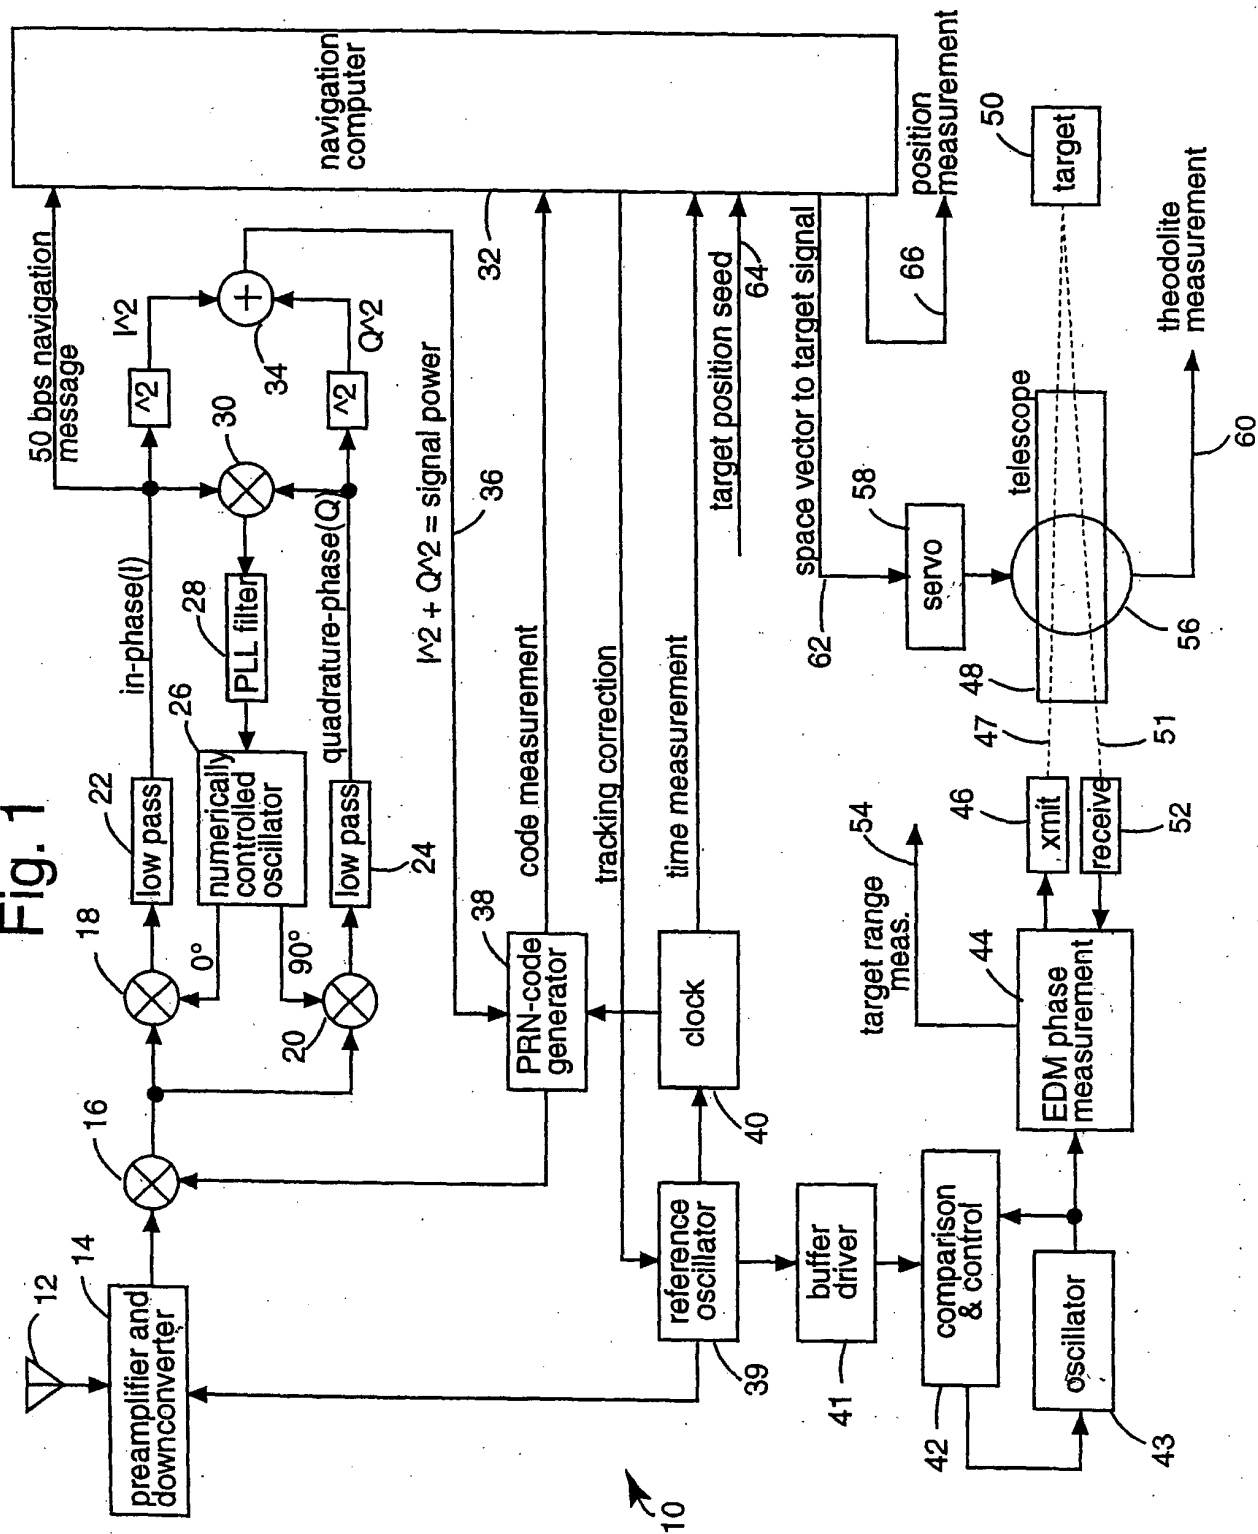 Fig. 1
12
14
preamplifier and
downconverter
16
18
20
0°
90°
22
low pass
26
numerically
controlled
oscillator
low pass
24
in-phase(I)
28
PLL filter
quadrature-phase(Q)
30
50 bps navigation
message
^2
I^2
^2
Q^2
+
34
I^2 + Q^2 = signal power
36
32
navigation
computer
38
PRN-code
generator
code measurement
tracking correction
clock
40
time measurement
target position seed
64
space vector to target signal
62
66
position
measurement
reference
oscillator
39
buffer
driver
41
comparison
& control
42
oscillator
43
44
EDM phase
measurement
target range
meas.
54
46
xmit
receive
52
47
51
48
58
servo
telescope
56
60
theodolite
measurement
50
target
10